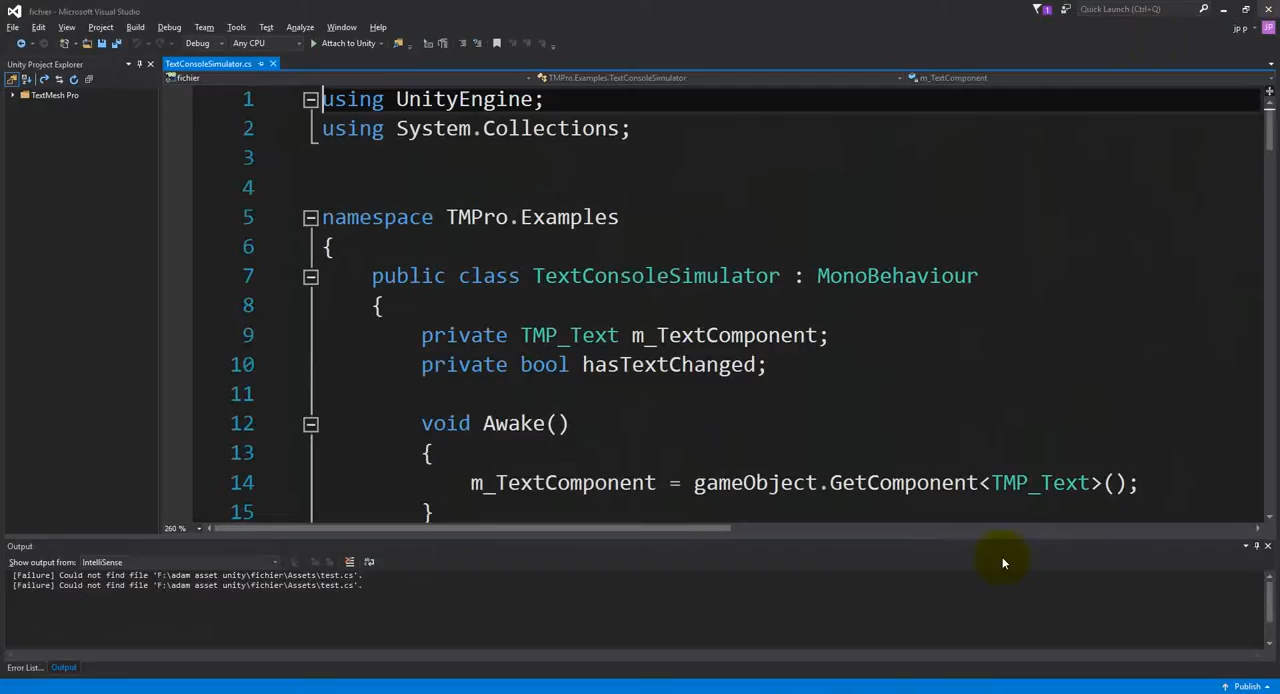 fichier - Microsoft Visual Studio
1
Quick Launch (Ctrl+Q)
File Edit View Project Build Debug Team Tools Test Analyze Window Help
jp p
JP
Debug Any CPU Attach to Unity
Unity Project Explorer
TextMesh Pro
TextConsoleSimulator.cs
fichier TMPro.Examples.TextConsoleSimulator m_TextComponent
1 using UnityEngine;
2 using System.Collections;
3
4
5 namespace TMPro.Examples
6 {
7 public class TextConsoleSimulator : MonoBehaviour
8 {
9 private TMP_Text m_TextComponent;
10 private bool hasTextChanged;
11
12 void Awake()
13 {
14 m_TextComponent = gameObject.GetComponent<TMP_Text>();
15 }
260 %
Output
Show output from: IntelliSense
[Failure] Could not find file 'F:\adam asset unity\fichier\Assets\test.cs'.
[Failure] Could not find file 'F:\adam asset unity\fichier\Assets\test.cs'.
Error List... Output
Publish